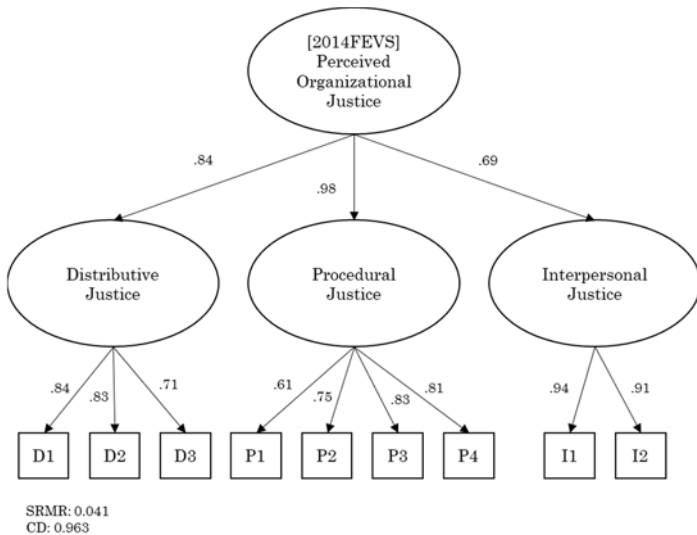 [2014FEVS]
Perceived
Organizational
Justice
.84
.98
.69
Distributive
Justice
Procedural
Justice
Interpersonal
Justice
.84
.83
.71
.61
.75
.83
.81
.94
.91
D1
D2
D3
P1
P2
P3
P4
I1
I2
SRMR: 0.041
CD: 0.963